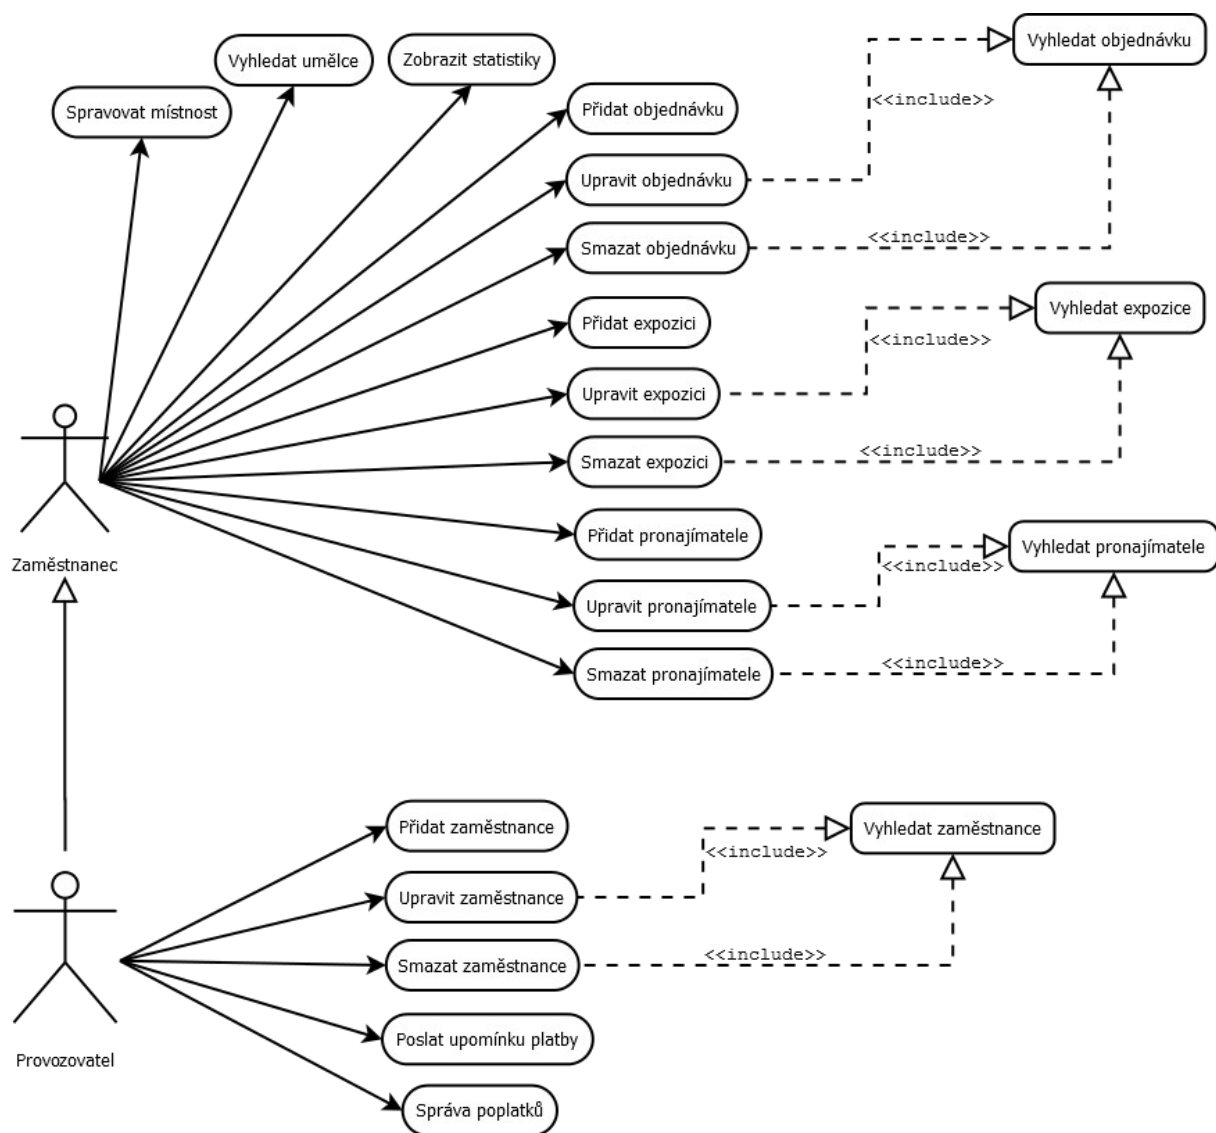 Vyhledat objednávku
Zobrazit statistiky
Vyhledat umělce
<<include>>
Přidat objednávku
Spravovat místnost
Upravit objednávku
<<include>>
Smazat objednávku
Vyhledat expozice
Přidat expozici
<<include>>
Upravit expozici
<<include>>
Smazat expozici
Přidat pronajímatele
Vyhledat pronajímatele
<<include>>
Zaměstnanec
Upravit pronajímatele
<<include>>
Smazat pronajímatele
Přidat zaměstnance
Vyhledat zaměstnance
<<include>>
Upravit zaměstnance
<<include>>
Smazat zaměstnance
Poslat upomínku platby
Provozovatel
Správa poplatků